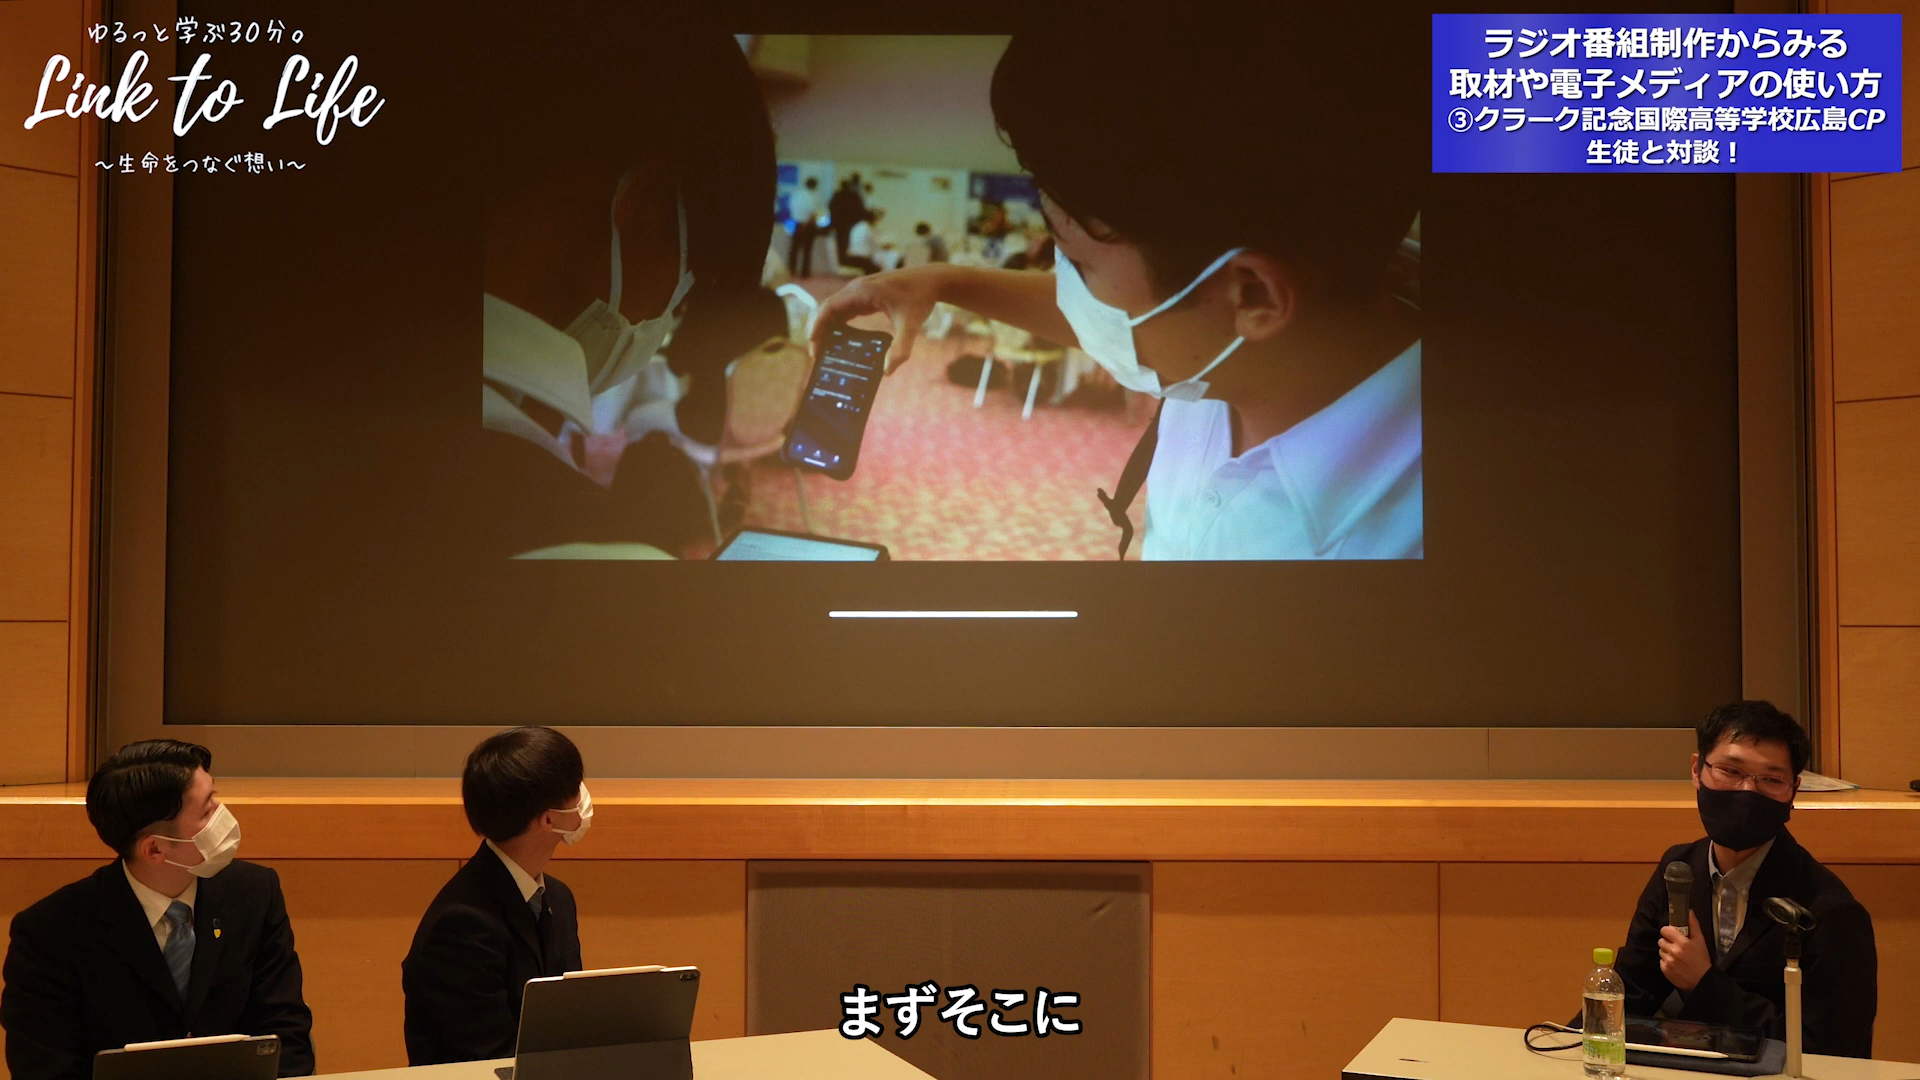 ゆるっと学ぶ30分。
Link to Life
～生命をつなぐ想い～
ラジオ番組制作からみる
取材や電子メディアの使い方
③クラーク記念国際高等学校広島CP
生徒と対談！
まずそこに